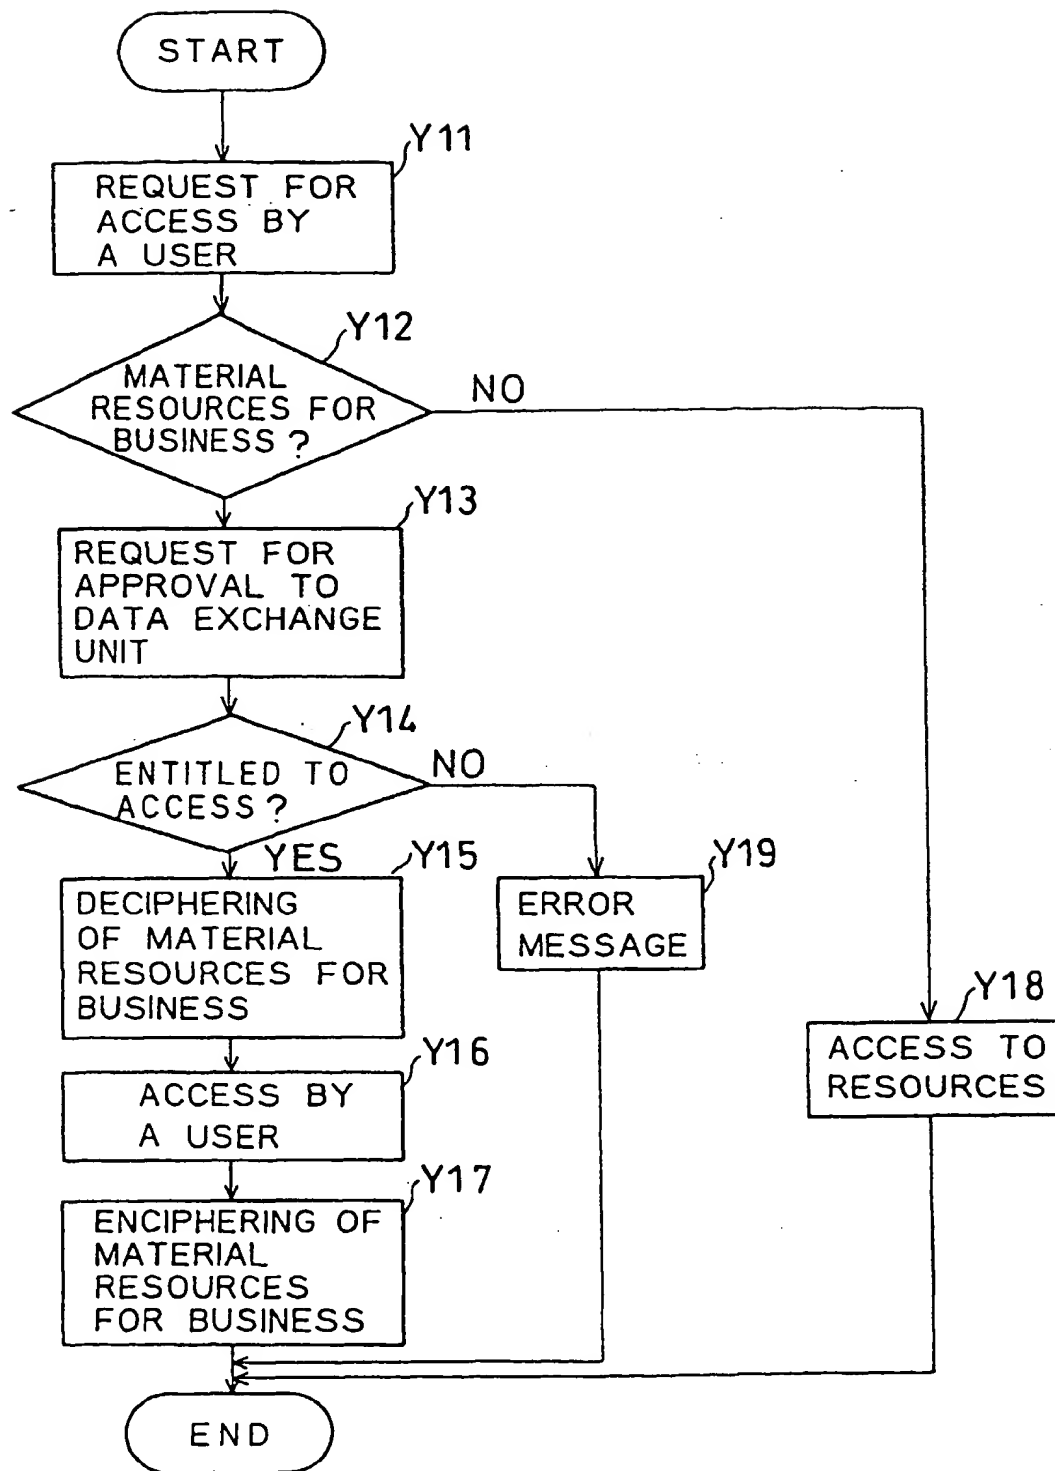 START
Y11
REQUEST FOR
ACCESS BY
A USER
Y12
MATERIAL
RESOURCES FOR
BUSINESS?
NO
Y13
REQUEST FOR
APPROVAL TO
DATA EXCHANGE
UNIT
Y14
ENTITLED TO
ACCESS?
NO
YES
Y15
DECIPHERING
OF MATERIAL
RESOURCES FOR
BUSINESS
Y19
ERROR
MESSAGE
Y18
ACCESS TO
RESOURCES
Y16
ACCESS BY
A USER
Y17
ENCIPHERING OF
MATERIAL
RESOURCES
FOR BUSINESS
END